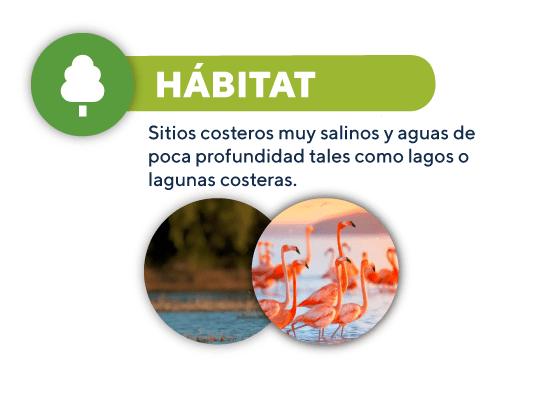 HÁBITAT
Sitios costeros muy salinos y aguas de
poca profundidad tales como lagos o
lagunas costeras.